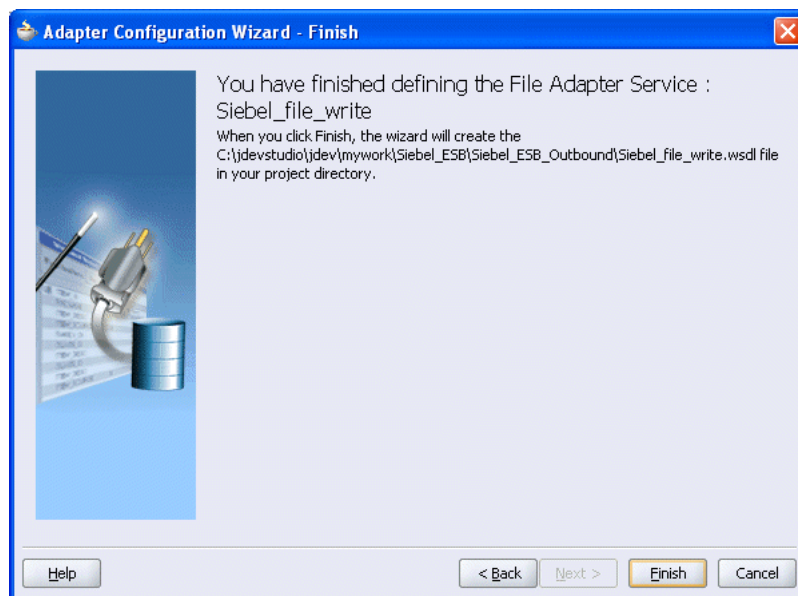 Adapter Configuration Wizard - Finish
You have finished defining the File Adapter Service :
Siebel_file_write
When you click Finish, the wizard will create the
C:\jdevstudio\jdev\mywork\Siebel_ESB\Siebel_ESB_Outbound\Siebel_file_write.wsdl file
in your project directory.
Help
< Back
Next >
Finish
Cancel